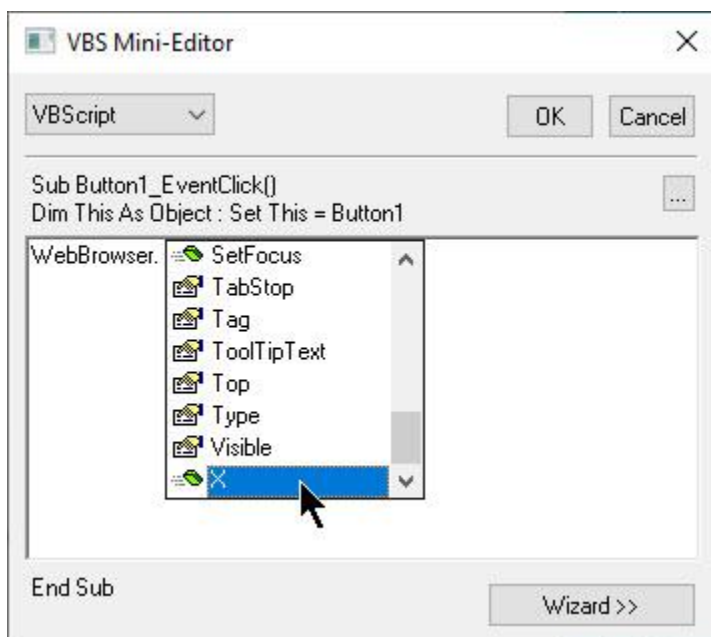 VBS Mini-Editor
VBScript
OK
Cancel
Sub Button1_EventClick()
Dim This As Object : Set This = Button1
...
WebBrowser.
SetFocus
TabStop
Tag
ToolTipText
Top
Type
Visible
X
End Sub
Wizard >>